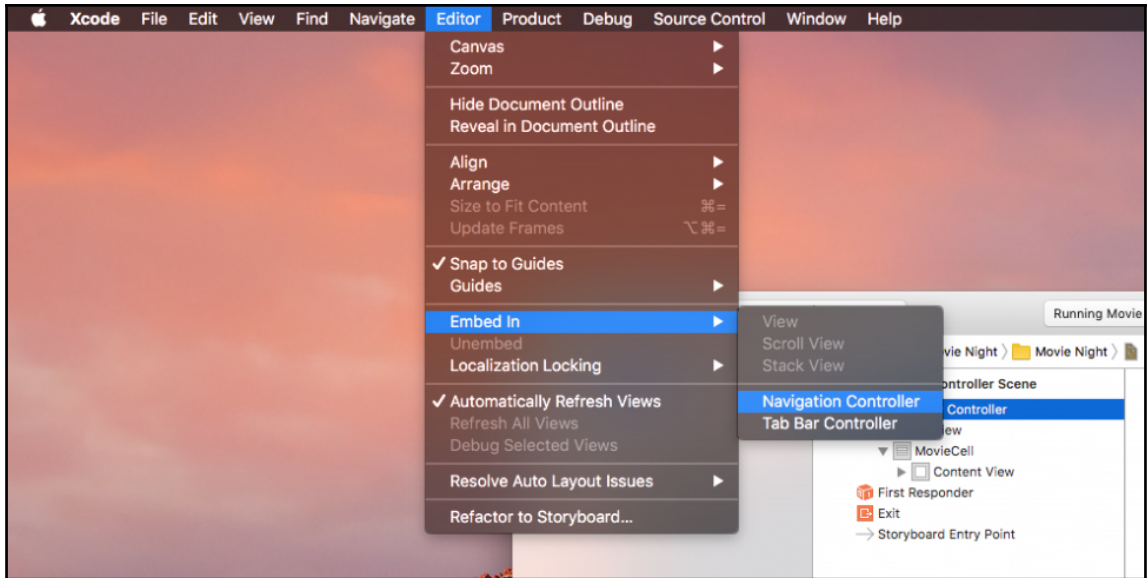 Xcode File Edit View Find Navigate Editor Product Debug Source Control Window Help
Canvas
Zoom
Hide Document Outline
Reveal in Document Outline
Align
Arrange
Size to Fit Content ⌘=
Update Frames ⌥⌘=
✓ Snap to Guides
Guides
Embed In
Unembed
Localization Locking
✓ Automatically Refresh Views
Refresh All Views
Debug Selected Views
Resolve Auto Layout Issues
Refactor to Storyboard...
View
Scroll View
Stack View
Navigation Controller
Tab Bar Controller
Running Movie
Night 〉 Movie Night 〉
Scene
Controller
MovieCell
Content View
First Responder
Exit
Storyboard Entry Point